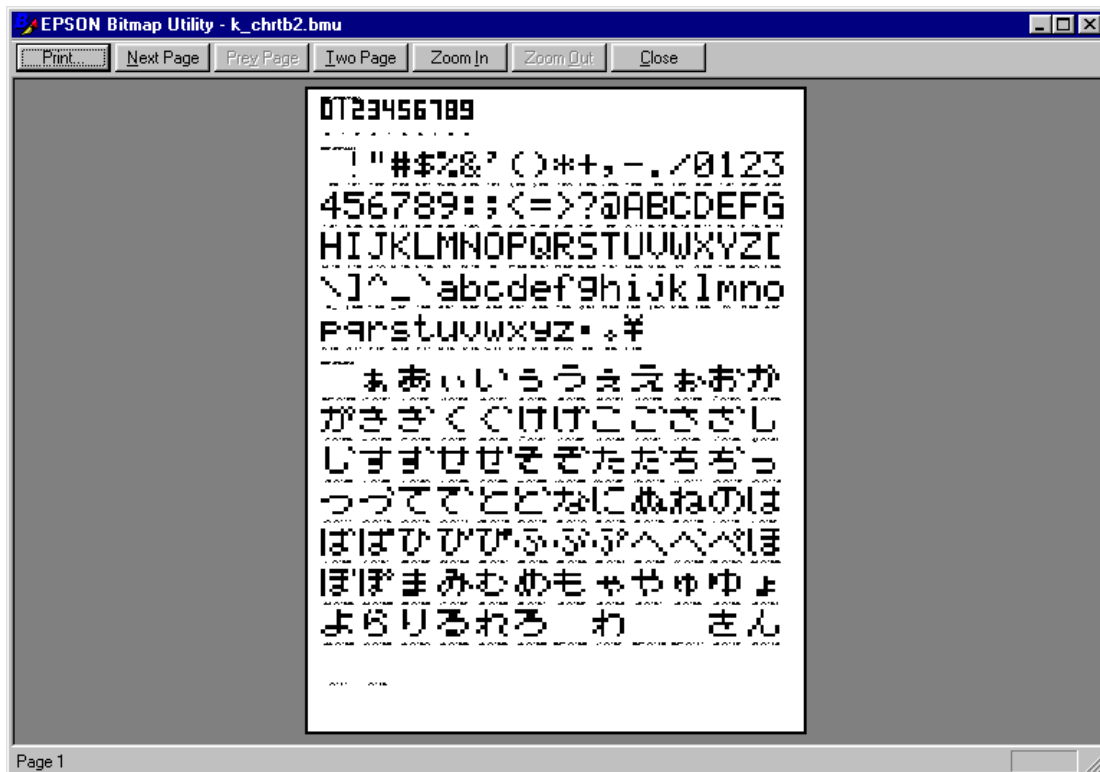 EPSON Bitmap Utility - k_chrtb2.bmu
Print... Next Page Prev Page Two Page Zoom In Zoom Out Close
0123456789
!"#$%&'()*+,-./0123
456789:;<=>?@ABCDEFG
HIJKLMNOPQRSTUVWXYZ[
\]^_`abcdefghijklmno
pqrstuvwxyz・。¥
ぁあぃいぅうぇえぉおか
がきぎくぐけげこごさざし
じすずせぜそぞただちぢっ
つづてでとどなにぬねのは
ばぱひびぴふぶぷへべぺほ
ぼぽまみむめもゃやゅゆょ
よらりるれろ わ をん
Page 1